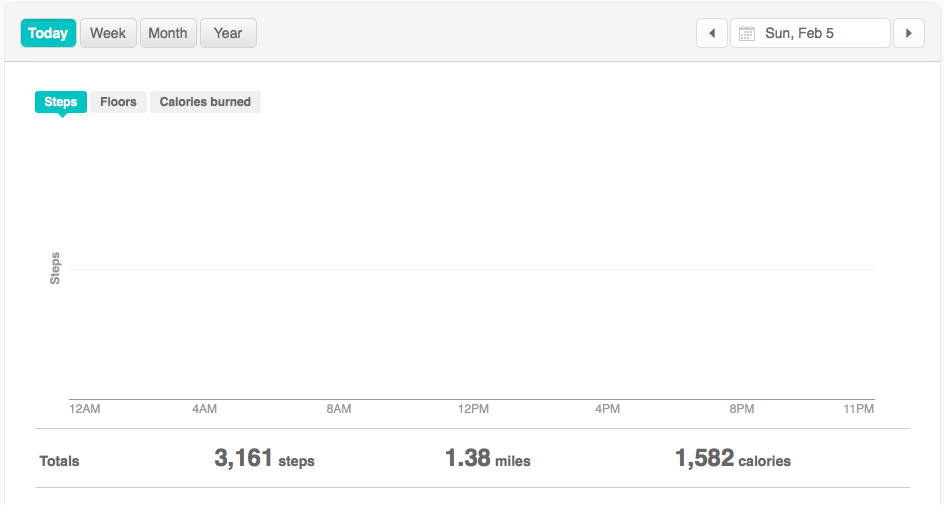 Today Week Month Year Sun, Feb 5
Steps Floors Calories burned
Steps
12AM 4AM 8AM 12PM 4PM 8PM 11PM
Totals 3,161 steps 1.38 miles 1,582 calories